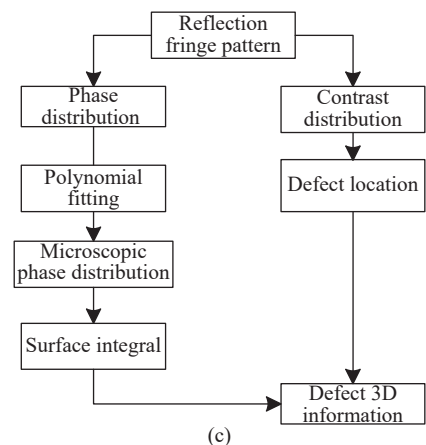 Reflection
fringe pattern
Phase
distribution
Contrast
distribution
Polynomial
fitting
Defect location
Microscopic
phase distribution
Surface integral
Defect 3D
information
(c)